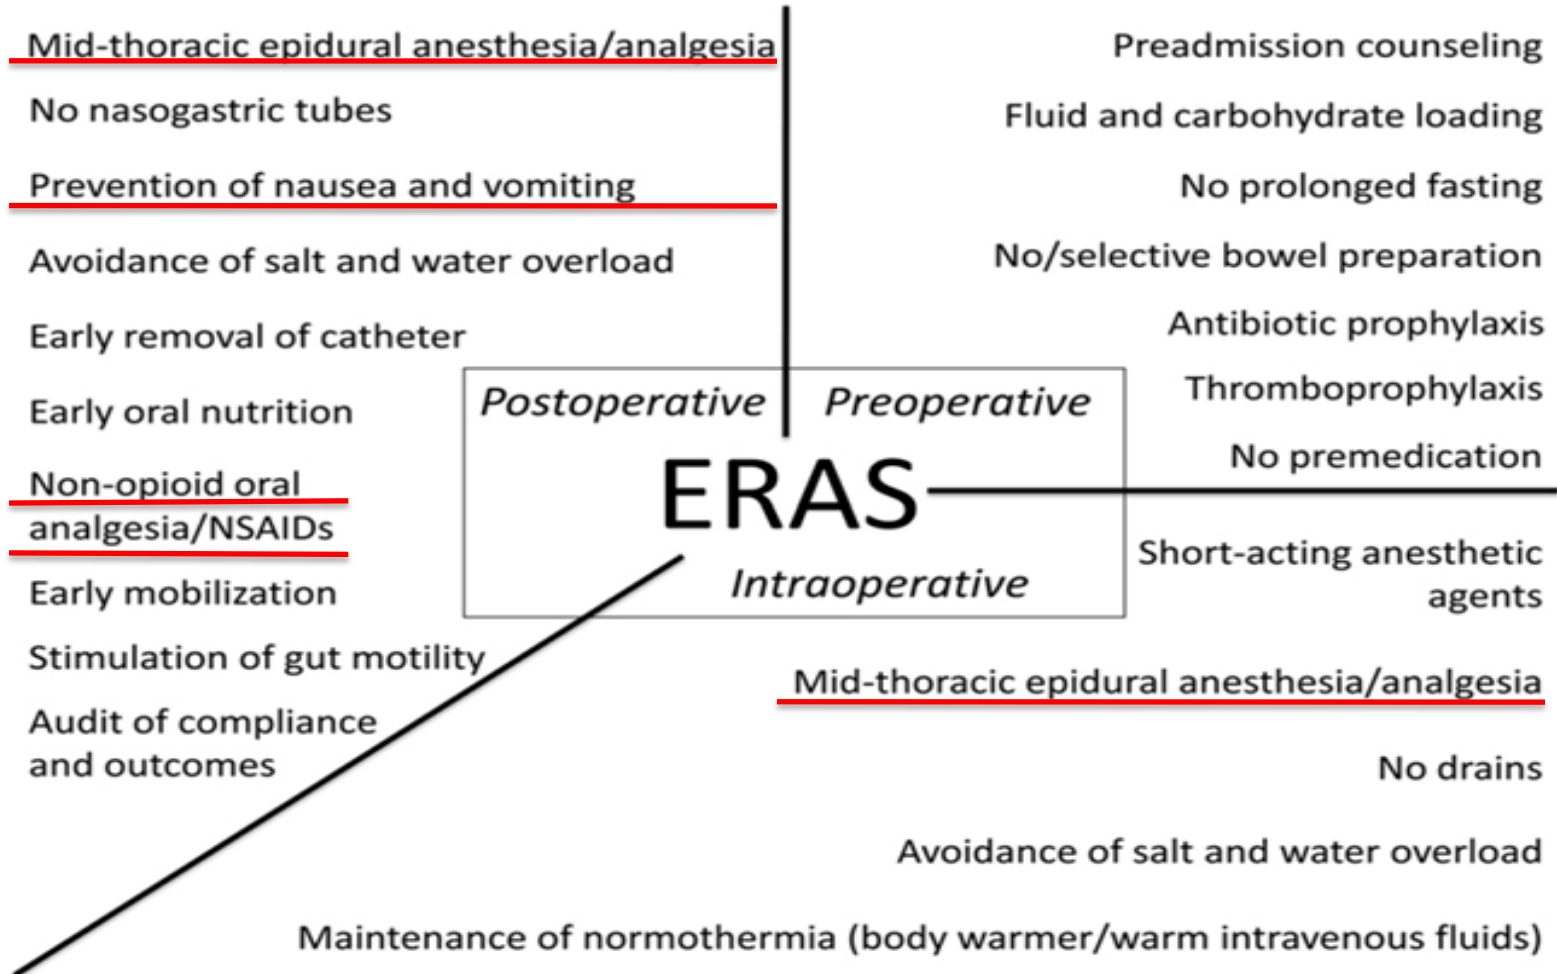 Mid-thoracic epidural anesthesia/analgesia
No nasogastric tubes
Prevention of nausea and vomiting
Avoidance of salt and water overload
Early removal of catheter
Early oral nutrition
Non-opioid oral
analgesia/NSAIDs
Early mobilization
Stimulation of gut motility
Audit of compliance
and outcomes
Preadmission counseling
Fluid and carbohydrate loading
No prolonged fasting
No/selective bowel preparation
Antibiotic prophylaxis
Thromboprophylaxis
No premedication
Postoperative
Preoperative
ERAS
Intraoperative
Short-acting anesthetic
agents
Mid-thoracic epidural anesthesia/analgesia
No drains
Avoidance of salt and water overload
Maintenance of normothermia (body warmer/warm intravenous fluids)